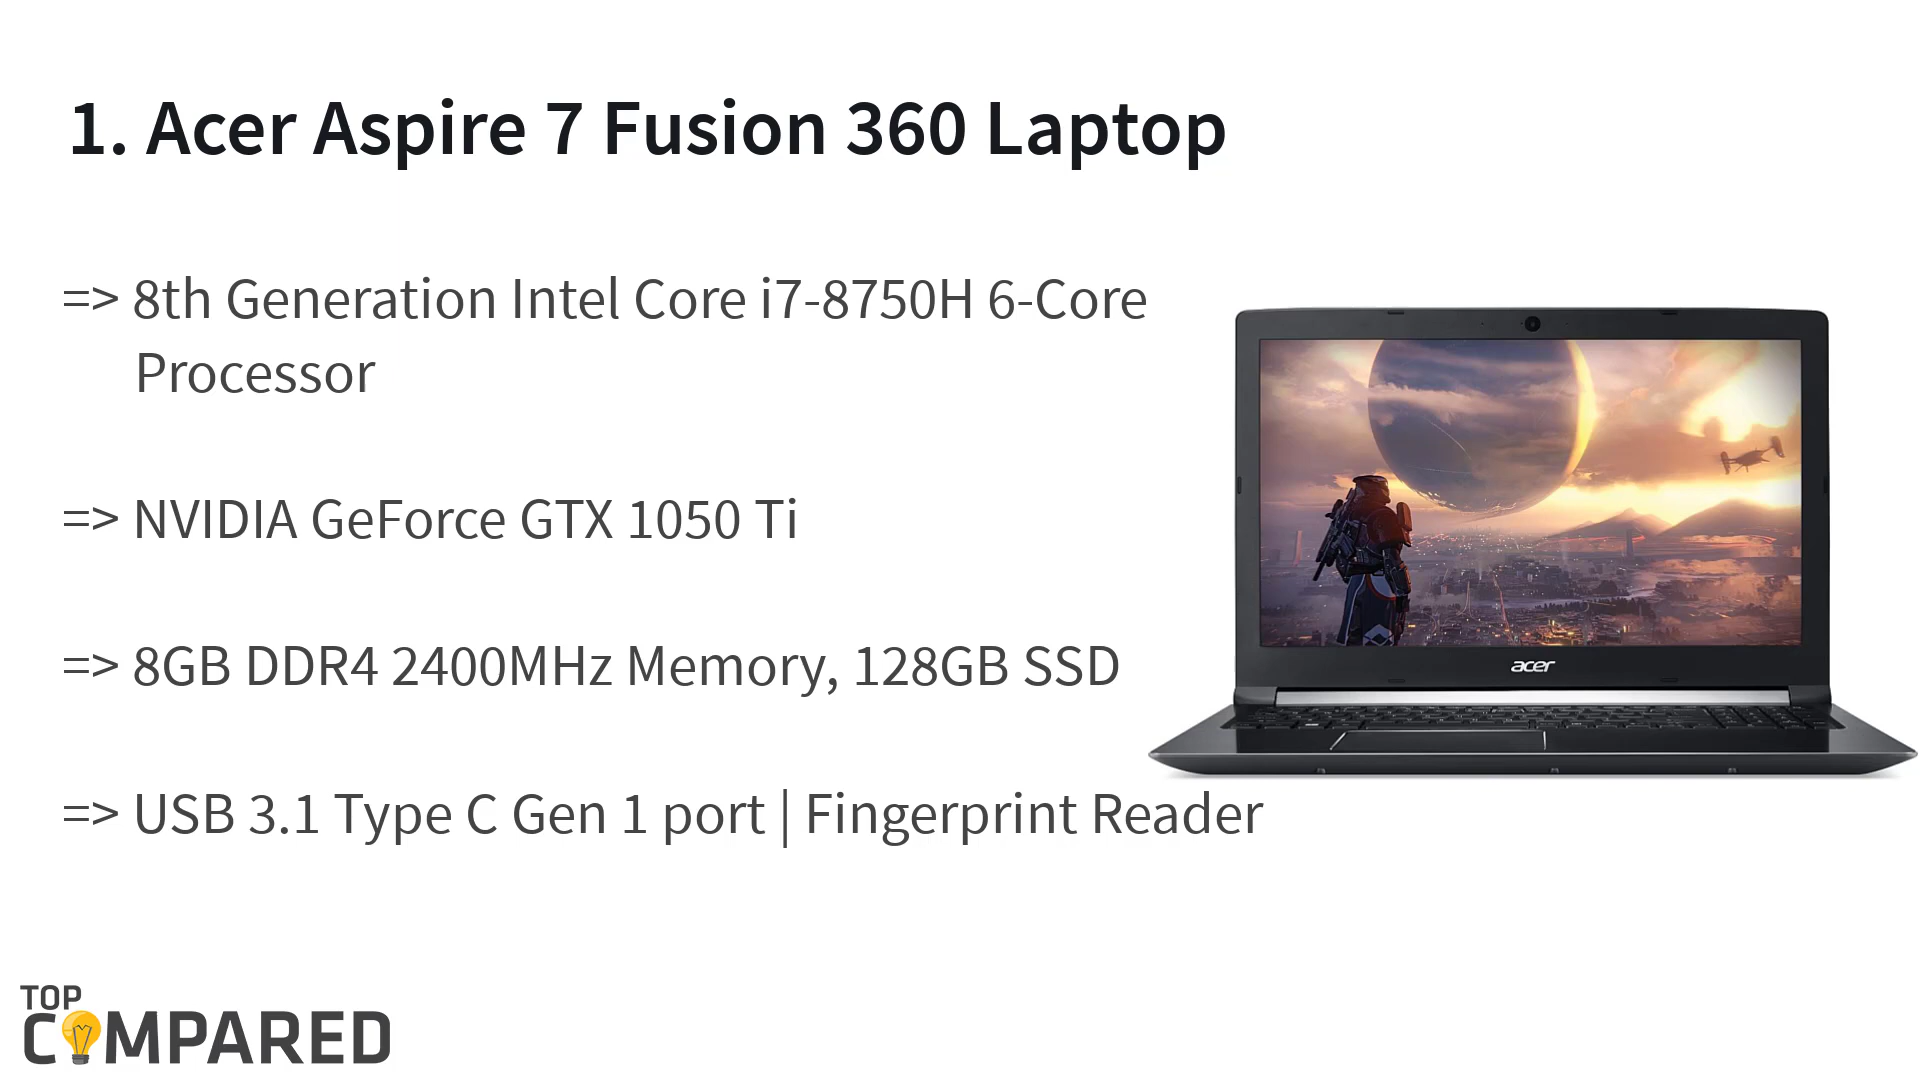 1. Acer Aspire 7 Fusion 360 Laptop
=> 8th Generation Intel Core i7-8750H 6-Core
Processor
=> NVIDIA GeForce GTX 1050 Ti
=> 8GB DDR4 2400MHz Memory, 128GB SSD
acer
=> USB 3.1 Type C Gen 1 port | Fingerprint Reader
TOP
COMPARED